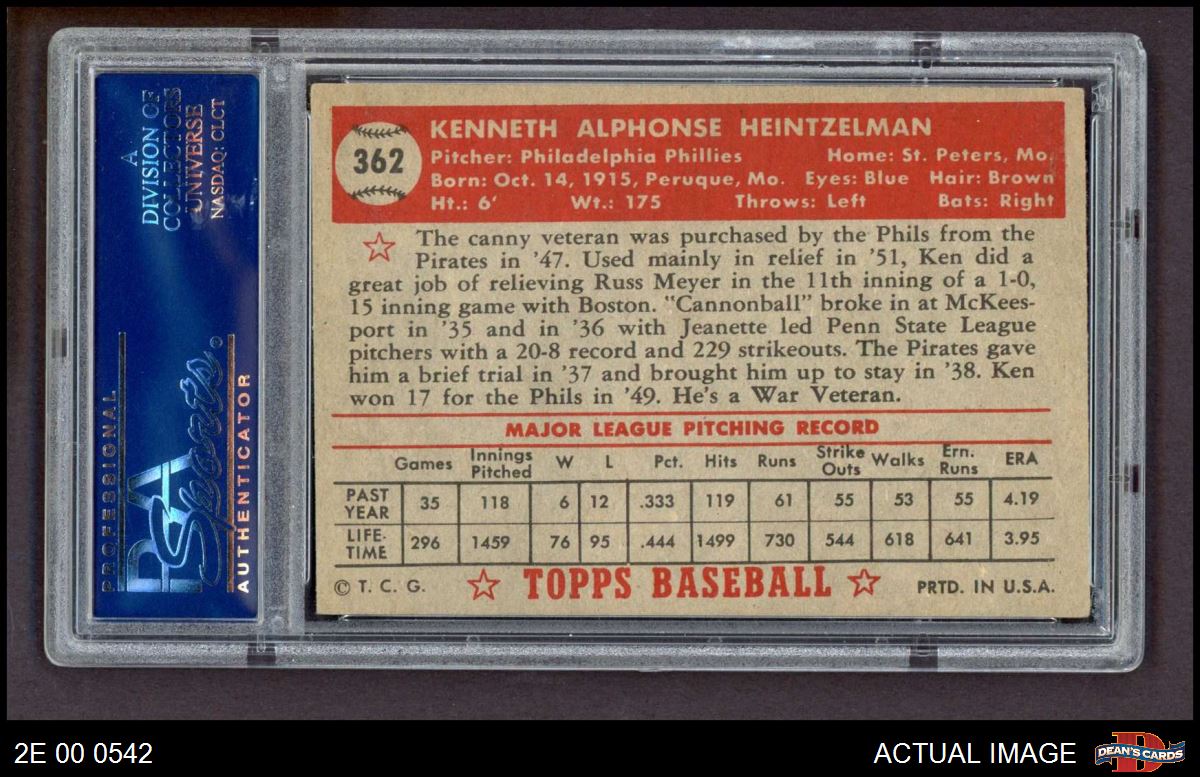 A
DIVISION OF
COLLECTORS
UNIVERSE
NASDAQ: CLCT
PROFESSIONAL
PSA
Sports
AUTHENTICATOR
362
KENNETH ALPHONSE HEINTZELMAN
Pitcher: Philadelphia Phillies Home: St. Peters, Mo.
Born: Oct. 14, 1915, Peruque, Mo. Eyes: Blue Hair: Brown
Ht.: 6' Wt.: 175 Throws: Left Bats: Right
The canny veteran was purchased by the Phils from the
Pirates in '47. Used mainly in relief in '51, Ken did a
great job of relieving Russ Meyer in the 11th inning of a 1-0,
15 inning game with Boston. "Cannonball" broke in at McKees-
port in '35 and in '36 with Jeanette led Penn State League
pitchers with a 20-8 record and 229 strikeouts. The Pirates gave
him a brief trial in '37 and brought him up to stay in '38. Ken
won 17 for the Phils in '49. He's a War Veteran.
MAJOR LEAGUE PITCHING RECORD
Games Innings Pitched W L Pct. Hits Runs Strike Outs Walks Ern. Runs ERA
PAST YEAR 35 118 6 12 .333 119 61 55 53 55 4.19
LIFE-TIME 296 1459 76 95 .444 1499 730 544 618 641 3.95
© T. C. G. TOPPS BASEBALL PRTD. IN U.S.A.
2E 00 0542 ACTUAL IMAGE DEAN'S CARDS